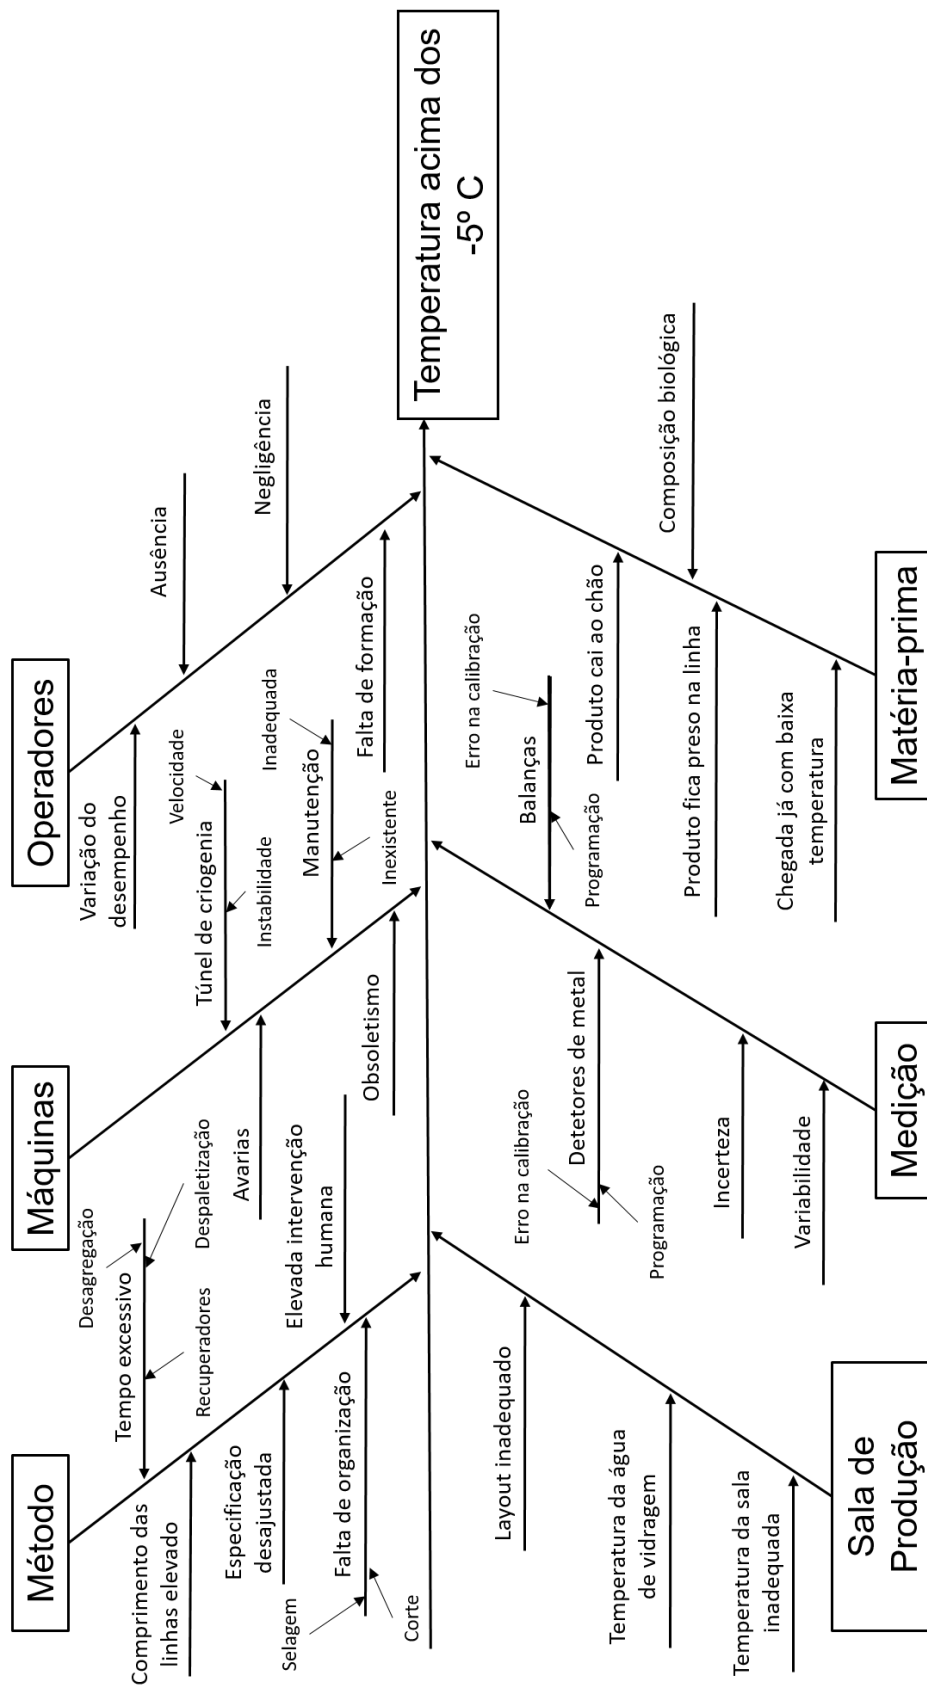 Método
Máquinas
Operadores
Tempo excessivo
Desagregação
Despaletização
Recuperadores
Comprimento das
linhas elevado
Especificação
desajustada
Elevada intervenção
humana
Falta de organização
Selagem
Corte
Túnel de criogenia
Velocidade
Instabilidade
Avarias
Manutenção
Inadequada
Inexistente
Obsoletismo
Variação do
desempenho
Ausência
Negligência
Falta de formação
Temperatura acima dos
-5º C
Layout inadequado
Temperatura da água
de vidragem
Temperatura da sala
inadequada
Balanças
Erro na calibração
Programação
Detetores de metal
Erro na calibração
Programação
Incerteza
Variabilidade
Produto cai ao chão
Composição biológica
Produto fica preso na linha
Chegada já com baixa
temperatura
Sala de
Produção
Medição
Matéria-prima